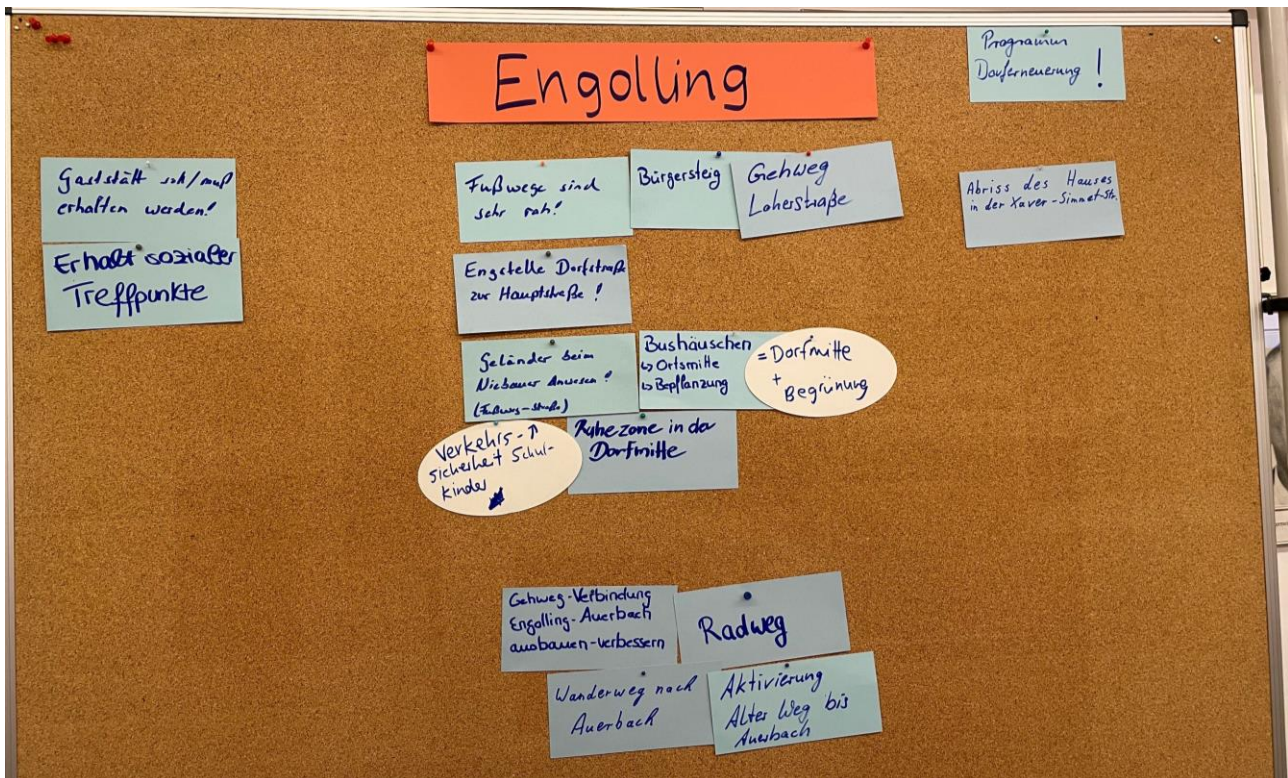 Engolling
Programm
Dorferneuerung !
Gaststätt soll/muß
erhalten werden!
Erhalt sozialer
Treffpunkte
Fußwege sind
sehr rah!
Bürgersteig
Gehweg
Loherstraße
Abriss des Hauses
in der Xaver-Simmet-Str.
Engstelle Dorfstraße
zur Hauptstraße !
Geländer beim
Niebauer Anwesen !
(Fußweg-Straße)
Bushäuschen
↳ Ortsmitte
↳ Bepflanzung
= Dorfmitte
+
Begrünung
Verkehrs-↑
sicherheit Schul-
kinder
Ruhezone in der
Dorfmitte
Gehweg-Verbindung
Engolling-Auerbach
ausbauen-verbessern
Radweg
Wanderweg nach
Auerbach
Aktivierung
Alter Weg bis
Auerbach